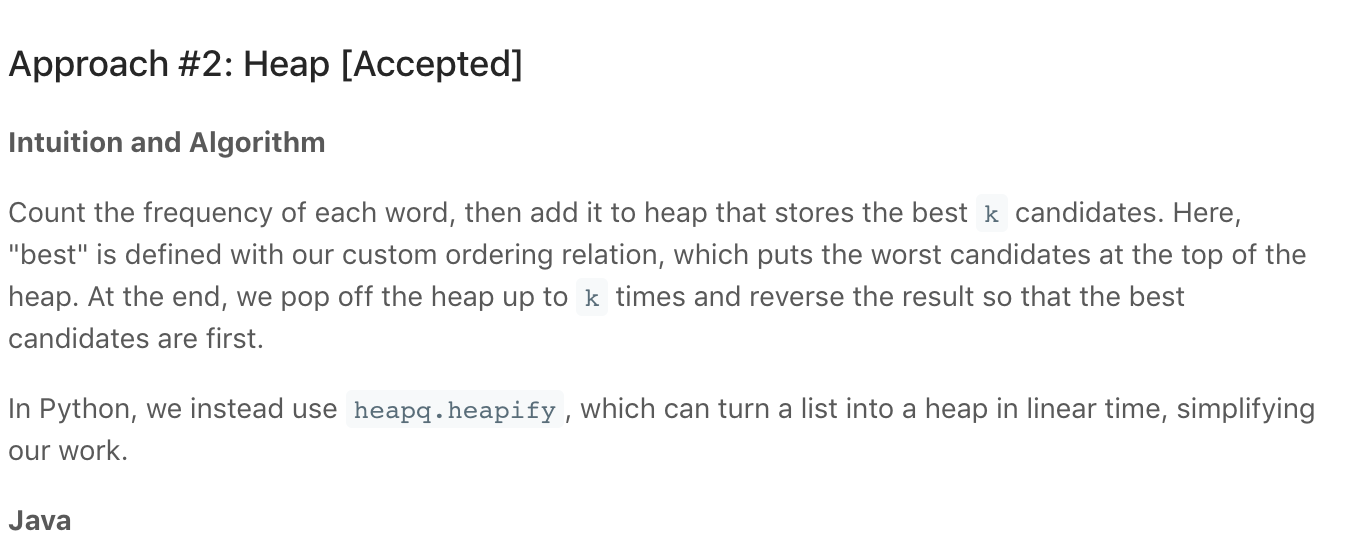 Approach #2: Heap [Accepted]
Intuition and Algorithm
Count the frequency of each word, then add it to heap that stores the best k candidates. Here,
"best" is defined with our custom ordering relation, which puts the worst candidates at the top of the
heap. At the end, we pop off the heap up to k times and reverse the result so that the best
candidates are first.
In Python, we instead use heapq.heapify, which can turn a list into a heap in linear time, simplifying
our work.
Java